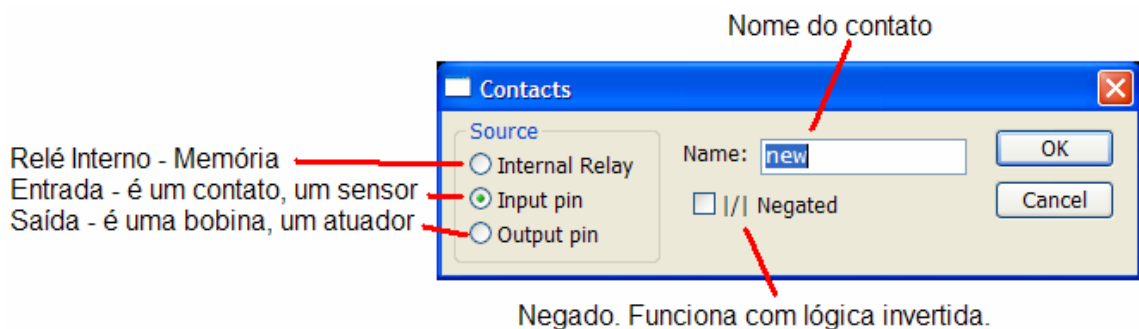 Nome do contato
Contacts
Source
Relé Interno - Memória
Internal Relay
Name: new
OK
Entrada - é um contato, um sensor
Input pin
|/| Negated
Cancel
Saída - é uma bobina, um atuador
Output pin
Negado. Funciona com lógica invertida.